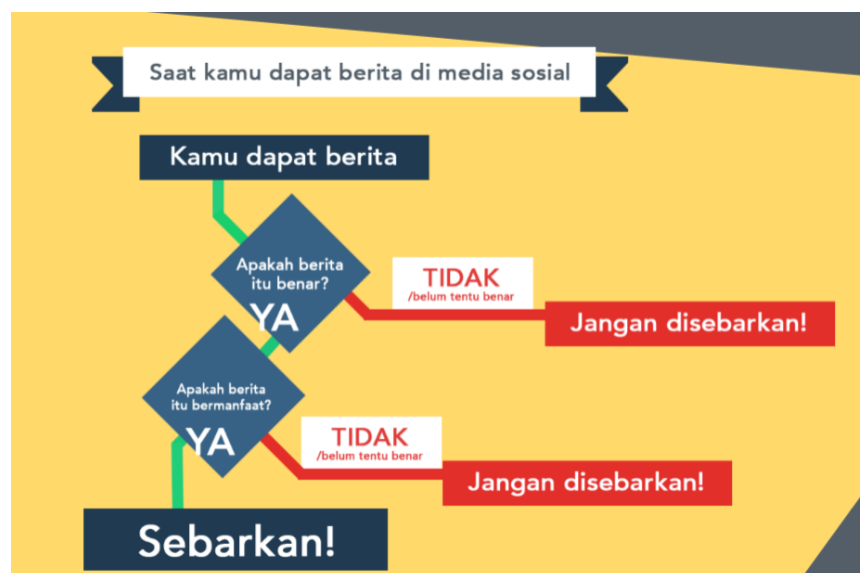 Saat kamu dapat berita di media sosial
Kamu dapat berita
Apakah berita
itu benar?
YA
TIDAK
/belum tentu benar
Jangan disebarkan!
Apakah berita
itu bermanfaat?
YA
TIDAK
/belum tentu benar
Jangan disebarkan!
Sebarkan!